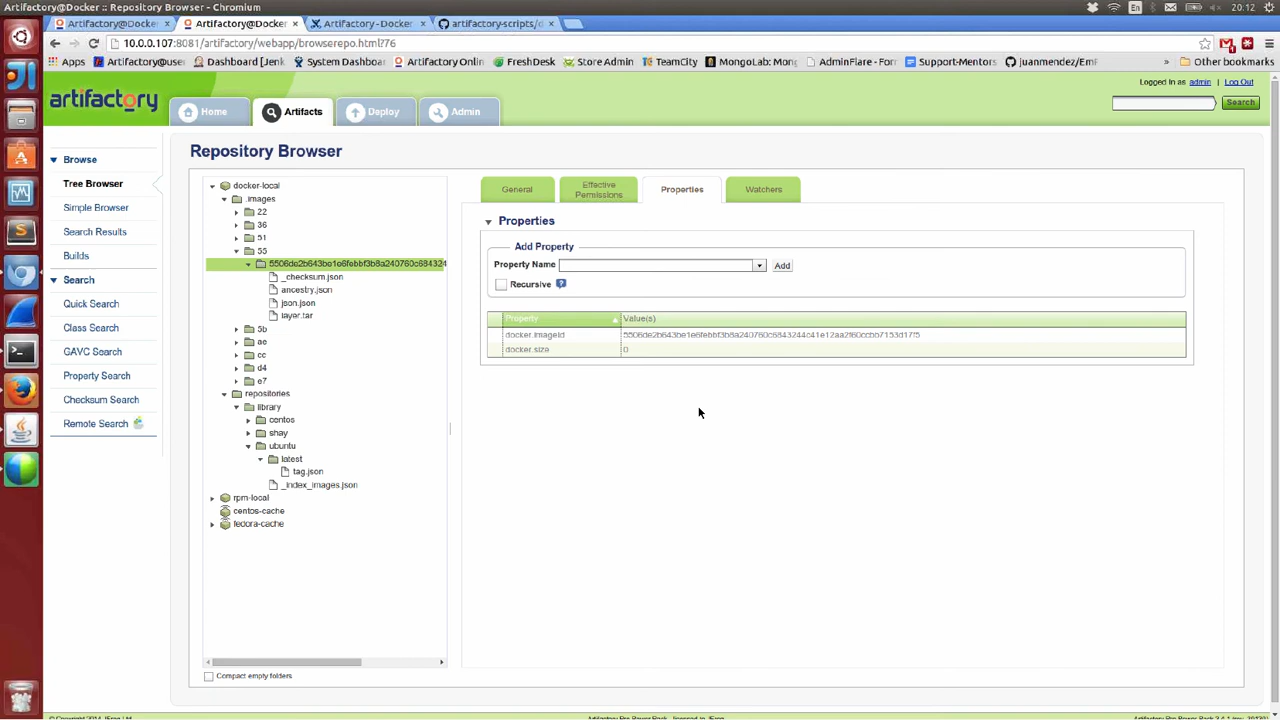 Artifactory@Docker : Repository Browser - Chromium
En
20:12
Artifactory@Docke
Artifactory@Docke
Artifactory - Docker
artifactory-scripts/d
10.0.0.107:8081/artifactory/webapp/browserepo.html?76
Apps
Artifactory@use
Dashboard [Jenk
System Dashboa
Artifactory Onlin
FreshDesk
Store Admin
TeamCity
MongoLab: Mong
AdminFlare - For
Support-Mentors
juanmendez/EmF
»
Other bookmarks
Logged in as admin | Log Out
artifactory
Home
Artifacts
Deploy
Admin
Search
Browse
Tree Browser
Simple Browser
Search Results
Builds
Search
Quick Search
Class Search
GAVC Search
Property Search
Checksum Search
Remote Search
Repository Browser
docker-local
.images
22
36
51
55
5506de2b643be1e6febbf3b8a240760c684324
_checksum.json
ancestry.json
json.json
layer.tar
5b
ae
cc
d4
e7
repositories
library
centos
shay
ubuntu
latest
tag.json
_index_images.json
rpm-local
centos-cache
fedora-cache
Compact empty folders
General
Effective
Permissions
Properties
Watchers
Properties
Add Property
Property Name
Add
Recursive ?
Property Value(s)
docker.imageId 5506de2b643be1e6febbf3b8a240760c6843244c41e12aa2f60ccbb7153d17f5
docker.size 0